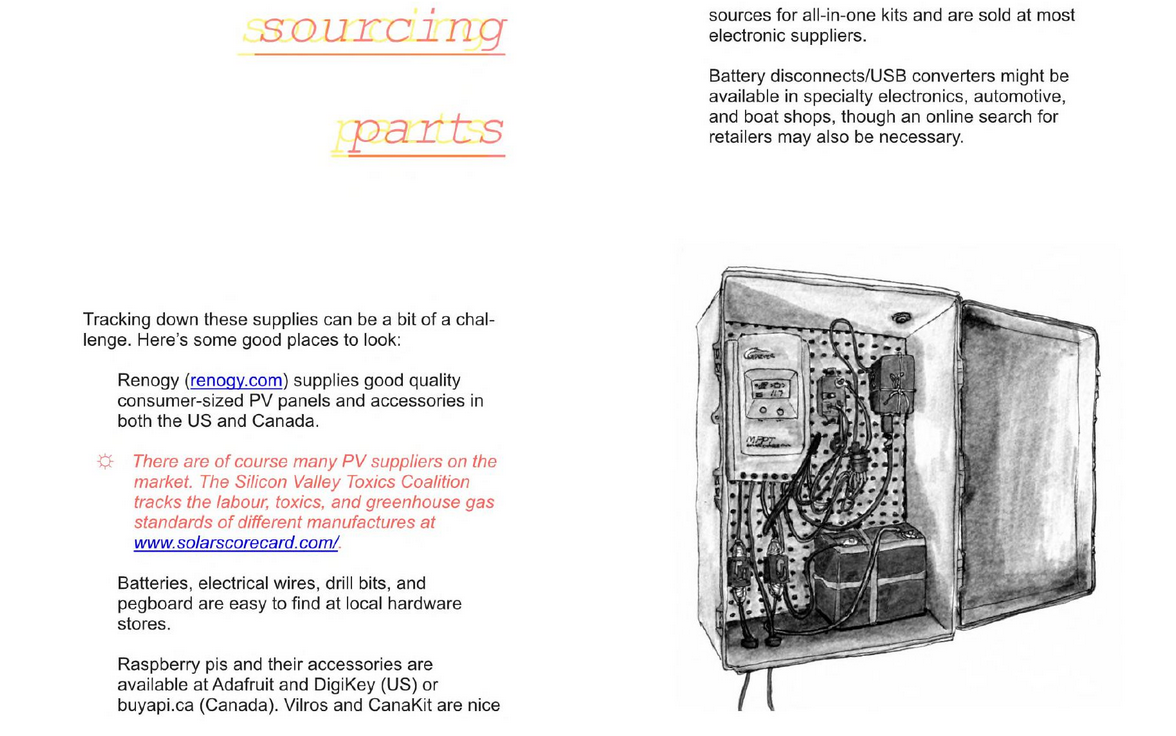 sourcing
parts
Tracking down these supplies can be a bit of a chal-
lenge. Here's some good places to look:
Renogy (renogy.com) supplies good quality
consumer-sized PV panels and accessories in
both the US and Canada.
There are of course many PV suppliers on the
market. The Silicon Valley Toxics Coalition
tracks the labour, toxics, and greenhouse gas
standards of different manufactures at
www.solarscorecard.com/.
Batteries, electrical wires, drill bits, and
pegboard are easy to find at local hardware
stores.
Raspberry pis and their accessories are
available at Adafruit and DigiKey (US) or
buyapi.ca (Canada). Vilros and CanaKit are nice
sources for all-in-one kits and are sold at most
electronic suppliers.
Battery disconnects/USB converters might be
available in specialty electronics, automotive,
and boat shops, though an online search for
retailers may also be necessary.
MPPT